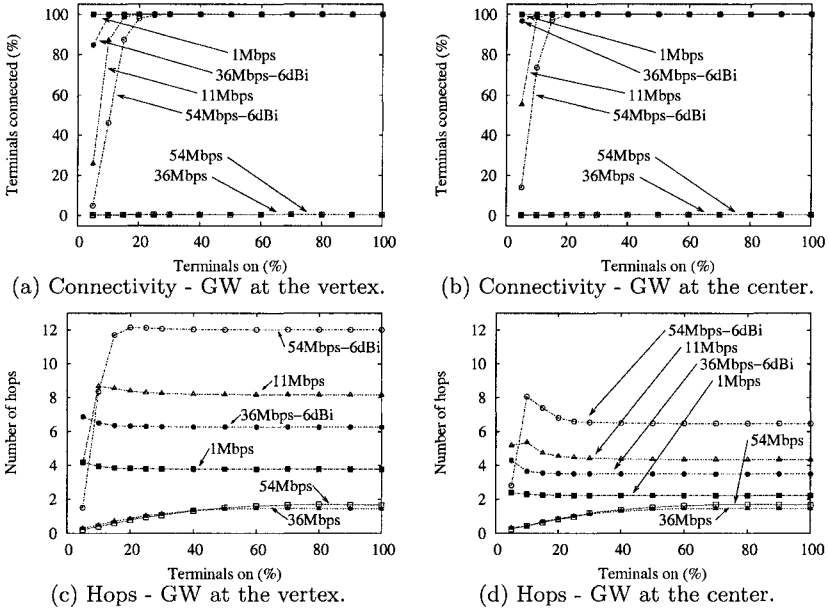 100
80
60
40
20
0
Terminals connected (%)
1Mbps
36Mbps−6dBi
11Mbps
54Mbps−6dBi
54Mbps
36Mbps
0 20 40 60 80 100
Terminals on (%)
(a) Connectivity - GW at the vertex.
100
80
60
40
20
0
Terminals connected (%)
1Mbps
36Mbps−6dBi
11Mbps
54Mbps−6dBi
54Mbps
36Mbps
0 20 40 60 80 100
Terminals on (%)
(b) Connectivity - GW at the center.
12
10
8
6
4
2
0
Number of hops
54Mbps−6dBi
11Mbps
36Mbps−6dBi
1Mbps
54Mbps
36Mbps
0 20 40 60 80 100
Terminals on (%)
(c) Hops - GW at the vertex.
12
10
8
6
4
2
0
Number of hops
54Mbps−6dBi
11Mbps
36Mbps−6dBi
1Mbps
54Mbps
36Mbps
0 20 40 60 80 100
Terminals on (%)
(d) Hops - GW at the center.